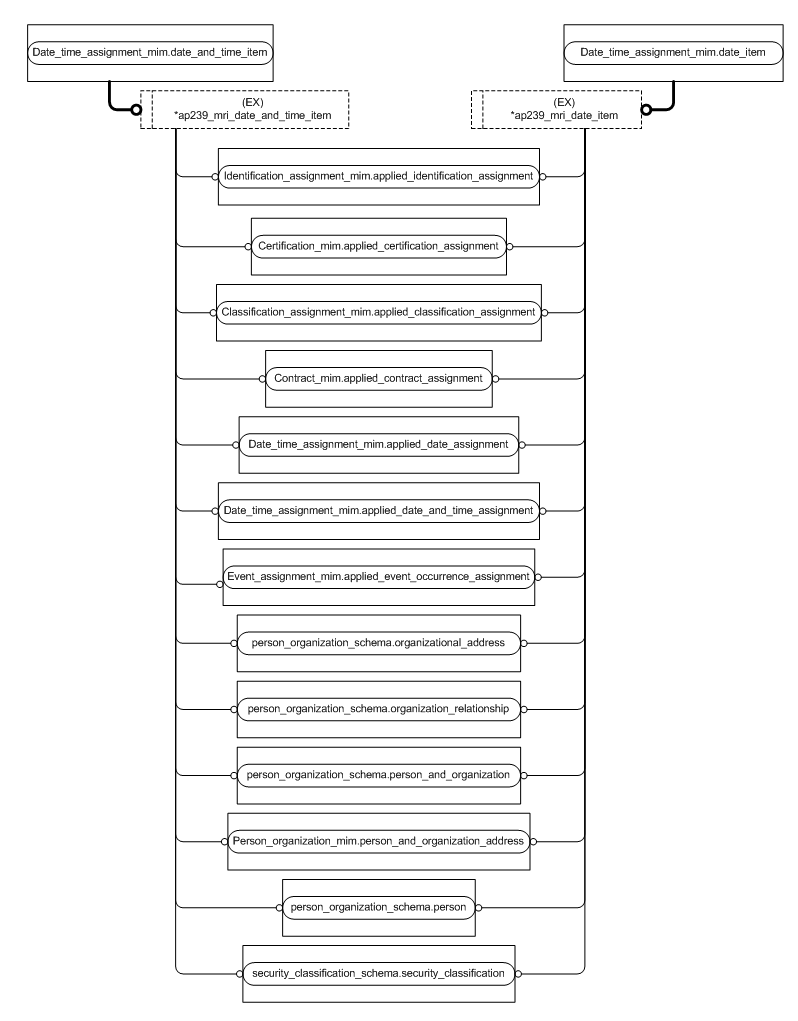 Date_time_assignment_mim.date_and_time_item
Date_time_assignment_mim.date_item
(EX)
*ap239_mri_date_and_time_item
(EX)
*ap239_mri_date_item
Identification_assignment_mim.applied_identification_assignment
Certification_mim.applied_certification_assignment
Classification_assignment_mim.applied_classification_assignment
Contract_mim.applied_contract_assignment
Date_time_assignment_mim.applied_date_assignment
Date_time_assignment_mim.applied_date_and_time_assignment
Event_assignment_mim.applied_event_occurrence_assignment
person_organization_schema.organizational_address
person_organization_schema.organization_relationship
person_organization_schema.person_and_organization
Person_organization_mim.person_and_organization_address
person_organization_schema.person
security_classification_schema.security_classification